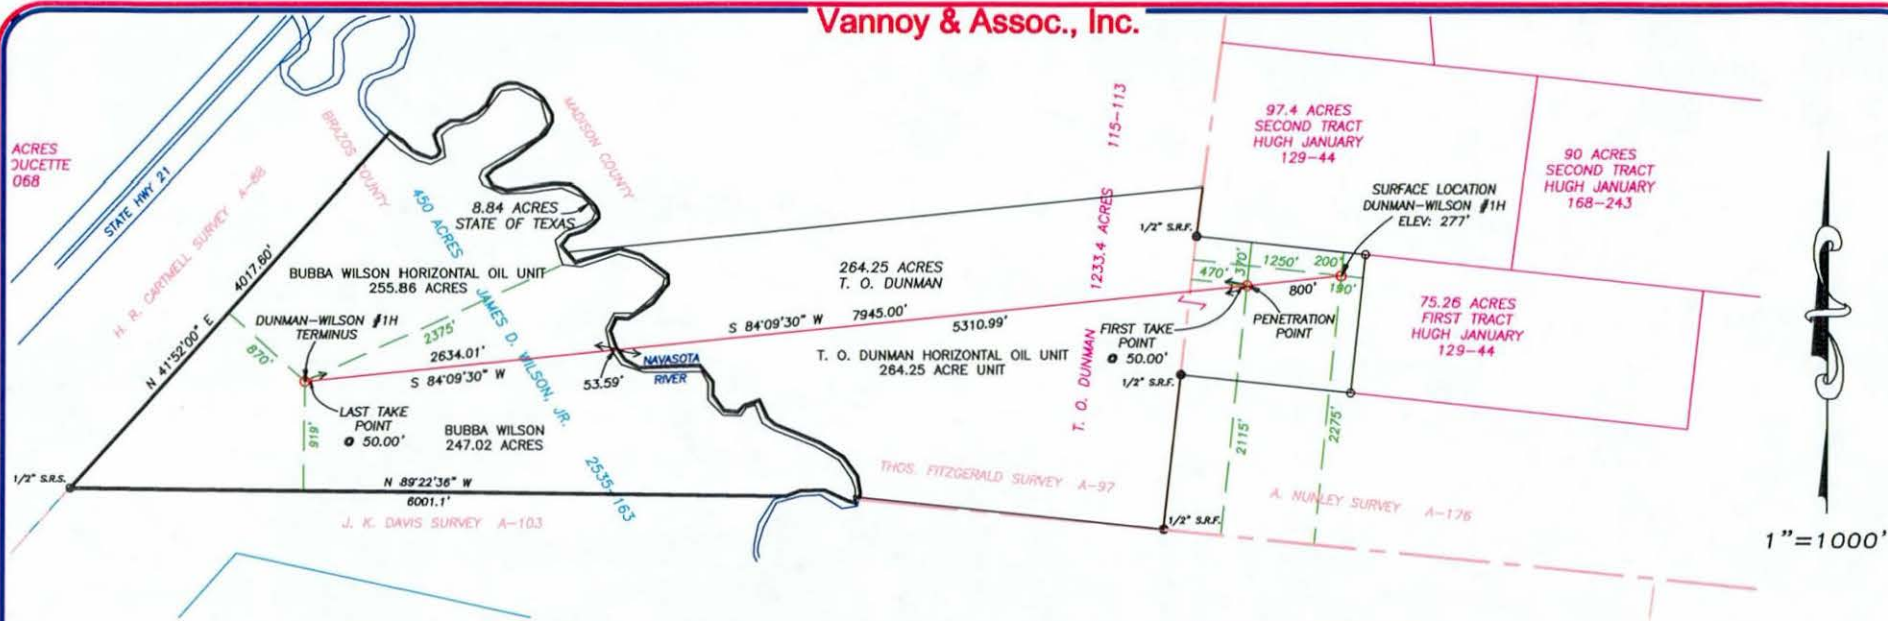 Vannoy & Assoc., Inc.
ACRES
068
STATE HWY 21
H. R. CARTMELL SURVEY A-88
BRAZOS COUNTY
MADISON COUNTY
N 41°52'00" E
4017.60'
8.84 ACRES
STATE OF TEXAS
450 ACRES
JAMES D. WILSON, JR.
2535-163
BUBBA WILSON HORIZONTAL OIL UNIT
255.86 ACRES
DUNMAN-WILSON #1H
TERMINUS
870'
2375'
2634.01'
S 84°09'30" W
53.59'
NAVASOTA
RIVER
LAST TAKE
POINT
@ 50.00'
919'
BUBBA WILSON
247.02 ACRES
1/2" S.R.S.
N 89°22'36" W
6001.1'
J. K. DAVIS SURVEY A-103
264.25 ACRES
T. O. DUNMAN
S 84°09'30" W
7945.00'
5310.99'
T. O. DUNMAN HORIZONTAL OIL UNIT
264.25 ACRE UNIT
THOS. FITZGERALD SURVEY A-97
T. O. DUNMAN 1233.4 ACRES 115-113
1/2" S.R.F.
470'
370'
1250'
200'
190'
800'
FIRST TAKE
POINT
@ 50.00'
PENETRATION
POINT
1/2" S.R.F.
2115'
2275'
1/2" S.R.F.
A. NUNLEY SURVEY A-176
97.4 ACRES
SECOND TRACT
HUGH JANUARY
129-44
SURFACE LOCATION
DUNMAN-WILSON #1H
ELEV: 277'
90 ACRES
SECOND TRACT
HUGH JANUARY
168-243
75.26 ACRES
FIRST TRACT
HUGH JANUARY
129-44
1"=1000'